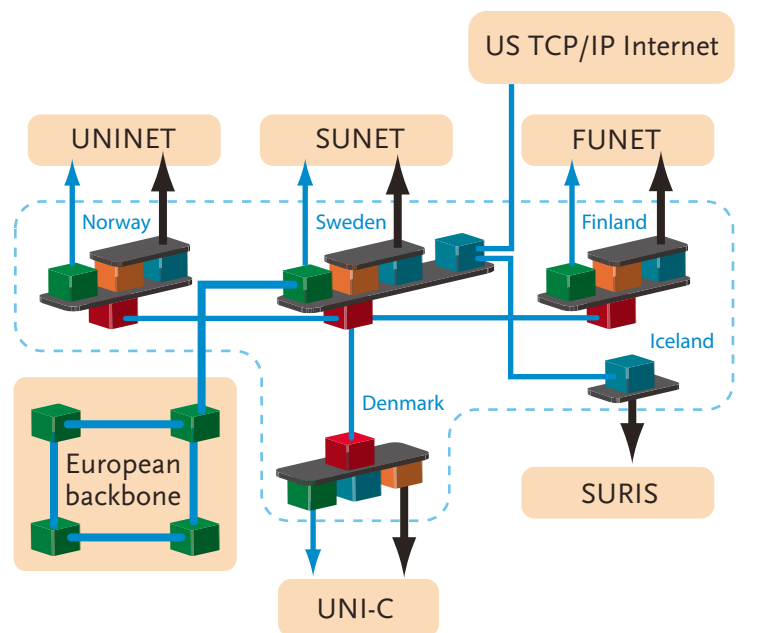 US TCP/IP Internet
UNINET
SUNET
FUNET
Norway
Sweden
Finland
Iceland
Denmark
European
backbone
SURIS
UNI-C